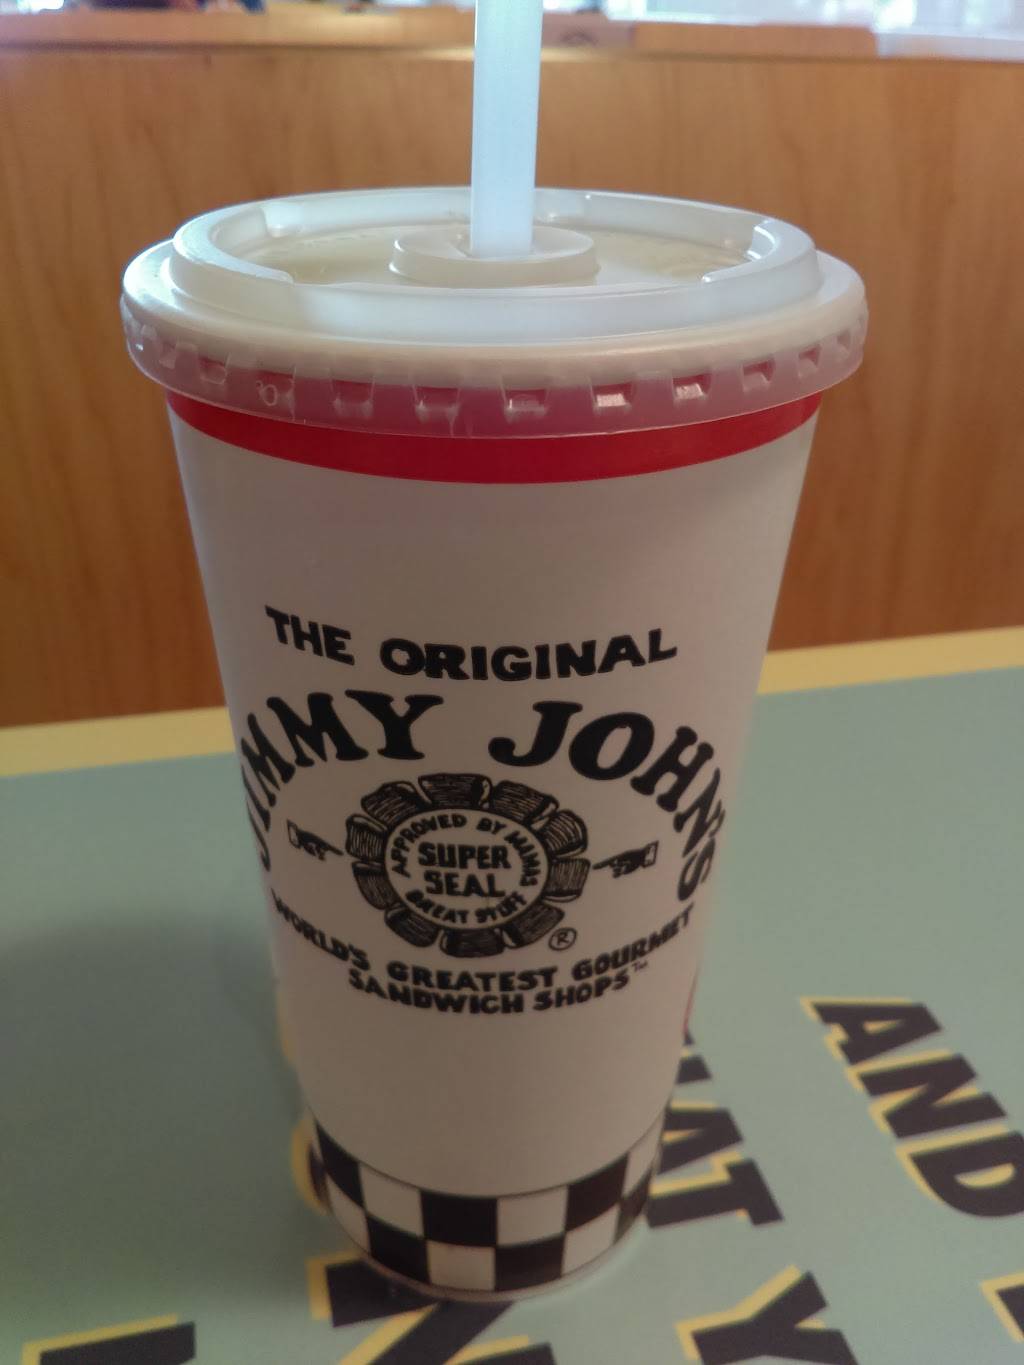 THE ORIGINAL
JIMMY JOHN'S
APPROVED BY MAMAS
SUPER
SEAL
GREAT STUFF
®
WORLD'S GREATEST GOURMET
SANDWICH SHOPS™
AND